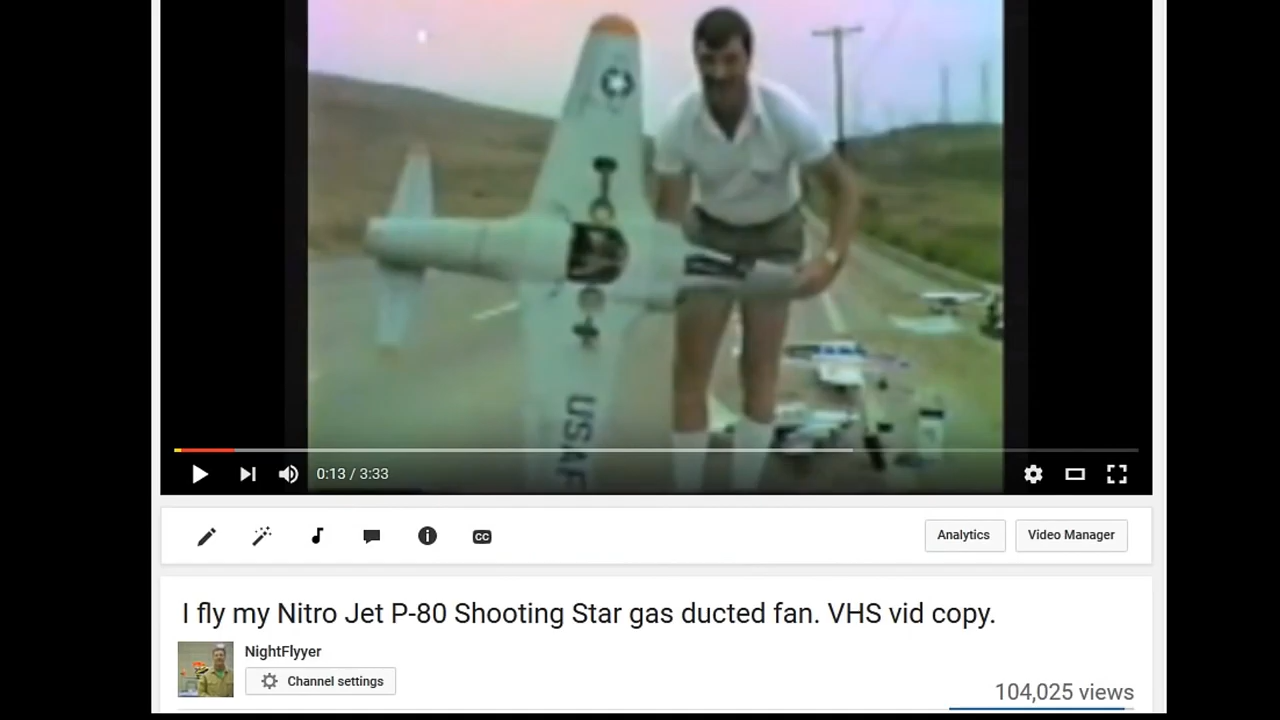 USAF
0:13 / 3:33
CC
Analytics
Video Manager
I fly my Nitro Jet P-80 Shooting Star gas ducted fan. VHS vid copy.
NightFlyyer
Channel settings
104,025 views